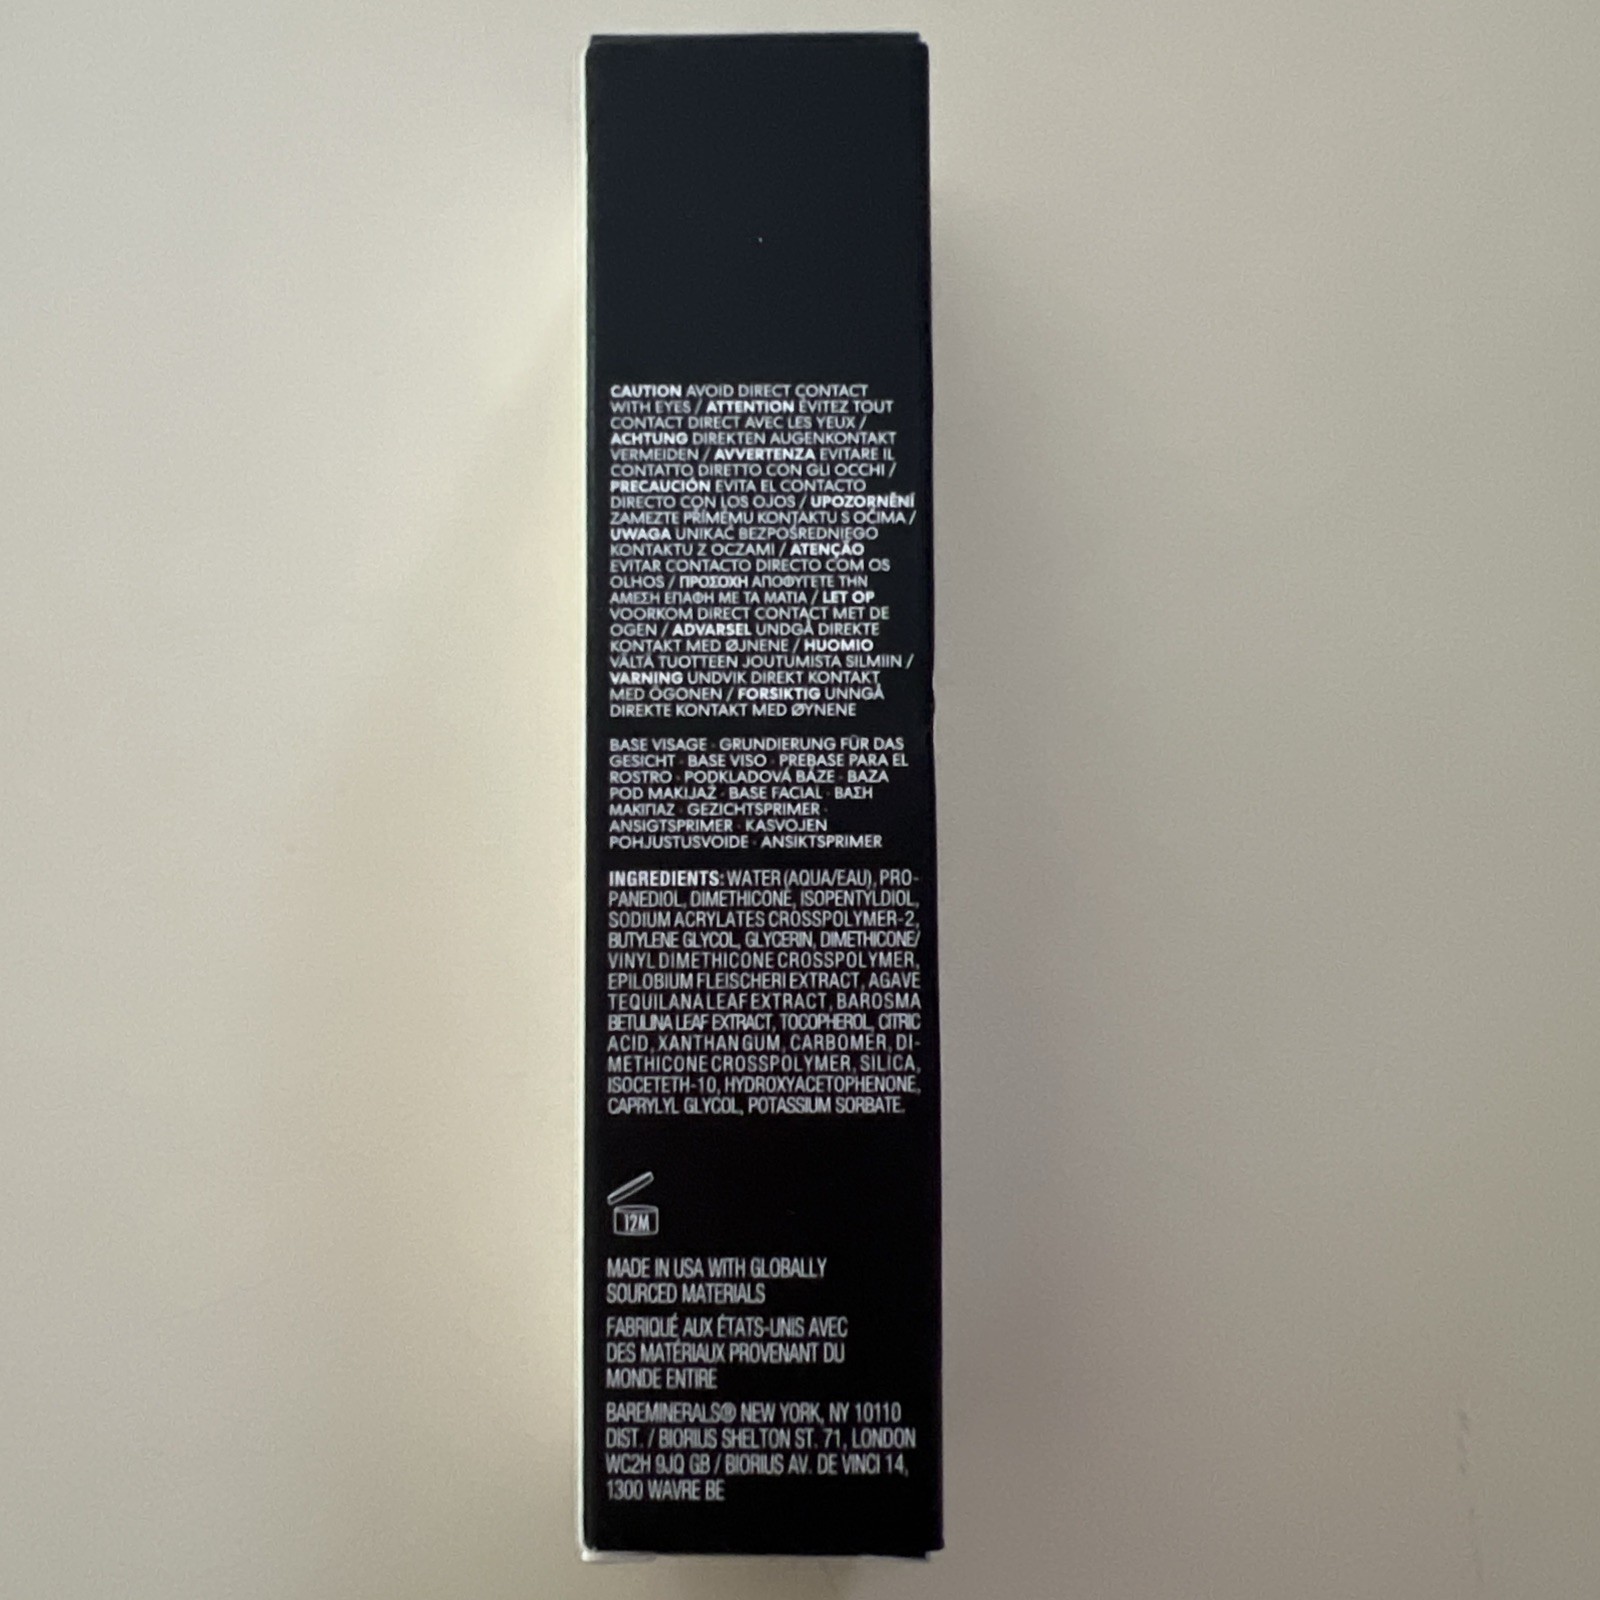 CAUTION AVOID DIRECT CONTACT
WITH EYES / ATTENTION ÉVITEZ TOUT
CONTACT DIRECT AVEC LES YEUX /
ACHTUNG DIREKTEN AUGENKONTAKT
VERMEIDEN / AVVERTENZA EVITARE IL
CONTATTO DIRETTO CON GLI OCCHI /
PRECAUCIÓN EVITA EL CONTACTO
DIRECTO CON LOS OJOS / UPOZORNĚNÍ
ZAMEZTE PŘÍMÉMU KONTAKTU S OČIMA /
UWAGA UNIKAĆ BEZPOŚREDNIEGO
KONTAKTU Z OCZAMI / ATENÇÃO
EVITAR CONTACTO DIRECTO COM OS
OLHOS / ΠΡΟΣΟΧΗ ΑΠΟΦΥΓΕΤΕ ΤΗΝ
ΑΜΕΣΗ ΕΠΑΦΗ ΜΕ ΤΑ ΜΑΤΙΑ / LET OP
VOORKOM DIRECT CONTACT MET DE
OGEN / ADVARSEL UNDGÅ DIREKTE
KONTAKT MED ØJNENE / HUOMIO
VÄLTÄ TUOTTEEN JOUTUMISTA SILMIIN /
VARNING UNDVIK DIREKT KONTAKT
MED ÖGONEN / FORSIKTIG UNNGÅ
DIREKTE KONTAKT MED ØYNENE
BASE VISAGE · GRUNDIERUNG FÜR DAS
GESICHT · BASE VISO · PREBASE PARA EL
ROSTRO · PODKLADOVÁ BÁZE · BAZA
POD MAKIJAŻ · BASE FACIAL · ΒΑΣΗ
ΜΑΚΙΓΙΑΖ · GEZICHTSPRIMER ·
ANSIGTSPRIMER · KASVOJEN
POHJUSTUSVOIDE · ANSIKTSPRIMER
INGREDIENTS: WATER (AQUA/EAU), PRO-
PANEDIOL, DIMETHICONE, ISOPENTYLDIOL,
SODIUM ACRYLATES CROSSPOLYMER-2,
BUTYLENE GLYCOL, GLYCERIN, DIMETHICONE/
VINYL DIMETHICONE CROSSPOLYMER,
EPILOBIUM FLEISCHERI EXTRACT, AGAVE
TEQUILANA LEAF EXTRACT, BAROSMA
BETULINA LEAF EXTRACT, TOCOPHEROL, CITRIC
ACID, XANTHAN GUM, CARBOMER, DI-
METHICONE CROSSPOLYMER, SILICA,
ISOCETETH-10, HYDROXYACETOPHENONE,
CAPRYLYL GLYCOL, POTASSIUM SORBATE.
12M
MADE IN USA WITH GLOBALLY
SOURCED MATERIALS
FABRIQUÉ AUX ÉTATS-UNIS AVEC
DES MATÉRIAUX PROVENANT DU
MONDE ENTIRE
BAREMINERALS® NEW YORK, NY 10110
DIST. / BIORIUS SHELTON ST. 71, LONDON
WC2H 9JQ GB / BIORIUS AV. DE VINCI 14,
1300 WAVRE BE